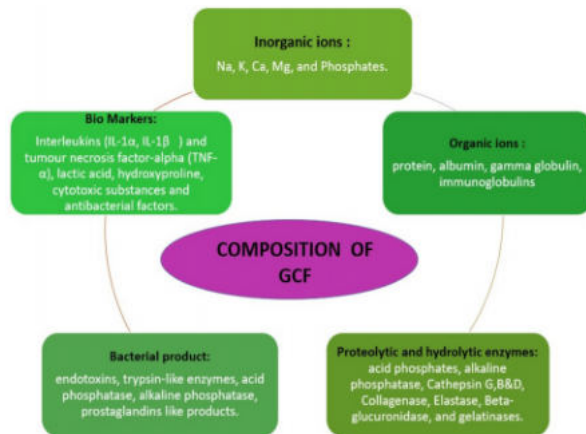 Inorganic ions :
Na, K, Ca, Mg, and Phosphates.
Bio Markers:
Interleukins (IL-1α, IL-1β ) and
tumour necrosis factor-alpha (TNF-
α), lactic acid, hydroxyproline,
cytotoxic substances and
antibacterial factors.
Organic ions :
protein, albumin, gamma globulin,
immunoglobulins
COMPOSITION OF
GCF
Bacterial product:
endotoxins, trypsin-like enzymes, acid
phosphatase, alkaline phosphatase,
prostaglandins like products.
Proteolytic and hydrolytic enzymes:
acid phosphates, alkaline
phosphatase, Cathepsin G,B&D,
Collagenase, Elastase, Beta-
glucuronidase, and gelatinases.